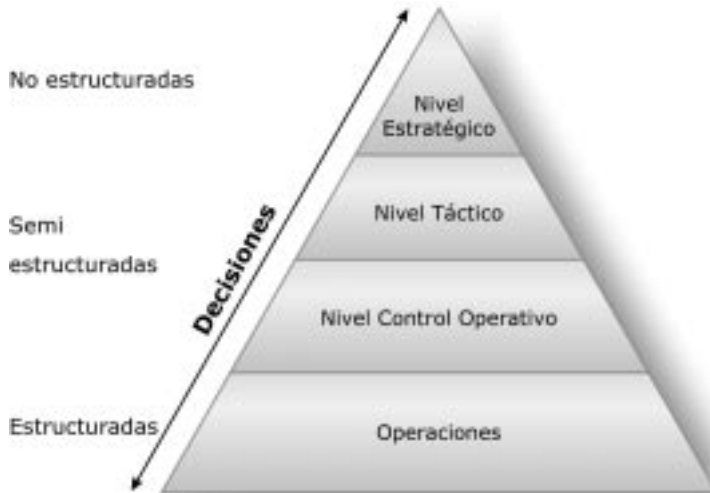 No estructuradas
Nivel
Estratégico
Semi
estructuradas
Decisiones
Nivel Táctico
Nivel Control Operativo
Estructuradas
Operaciones